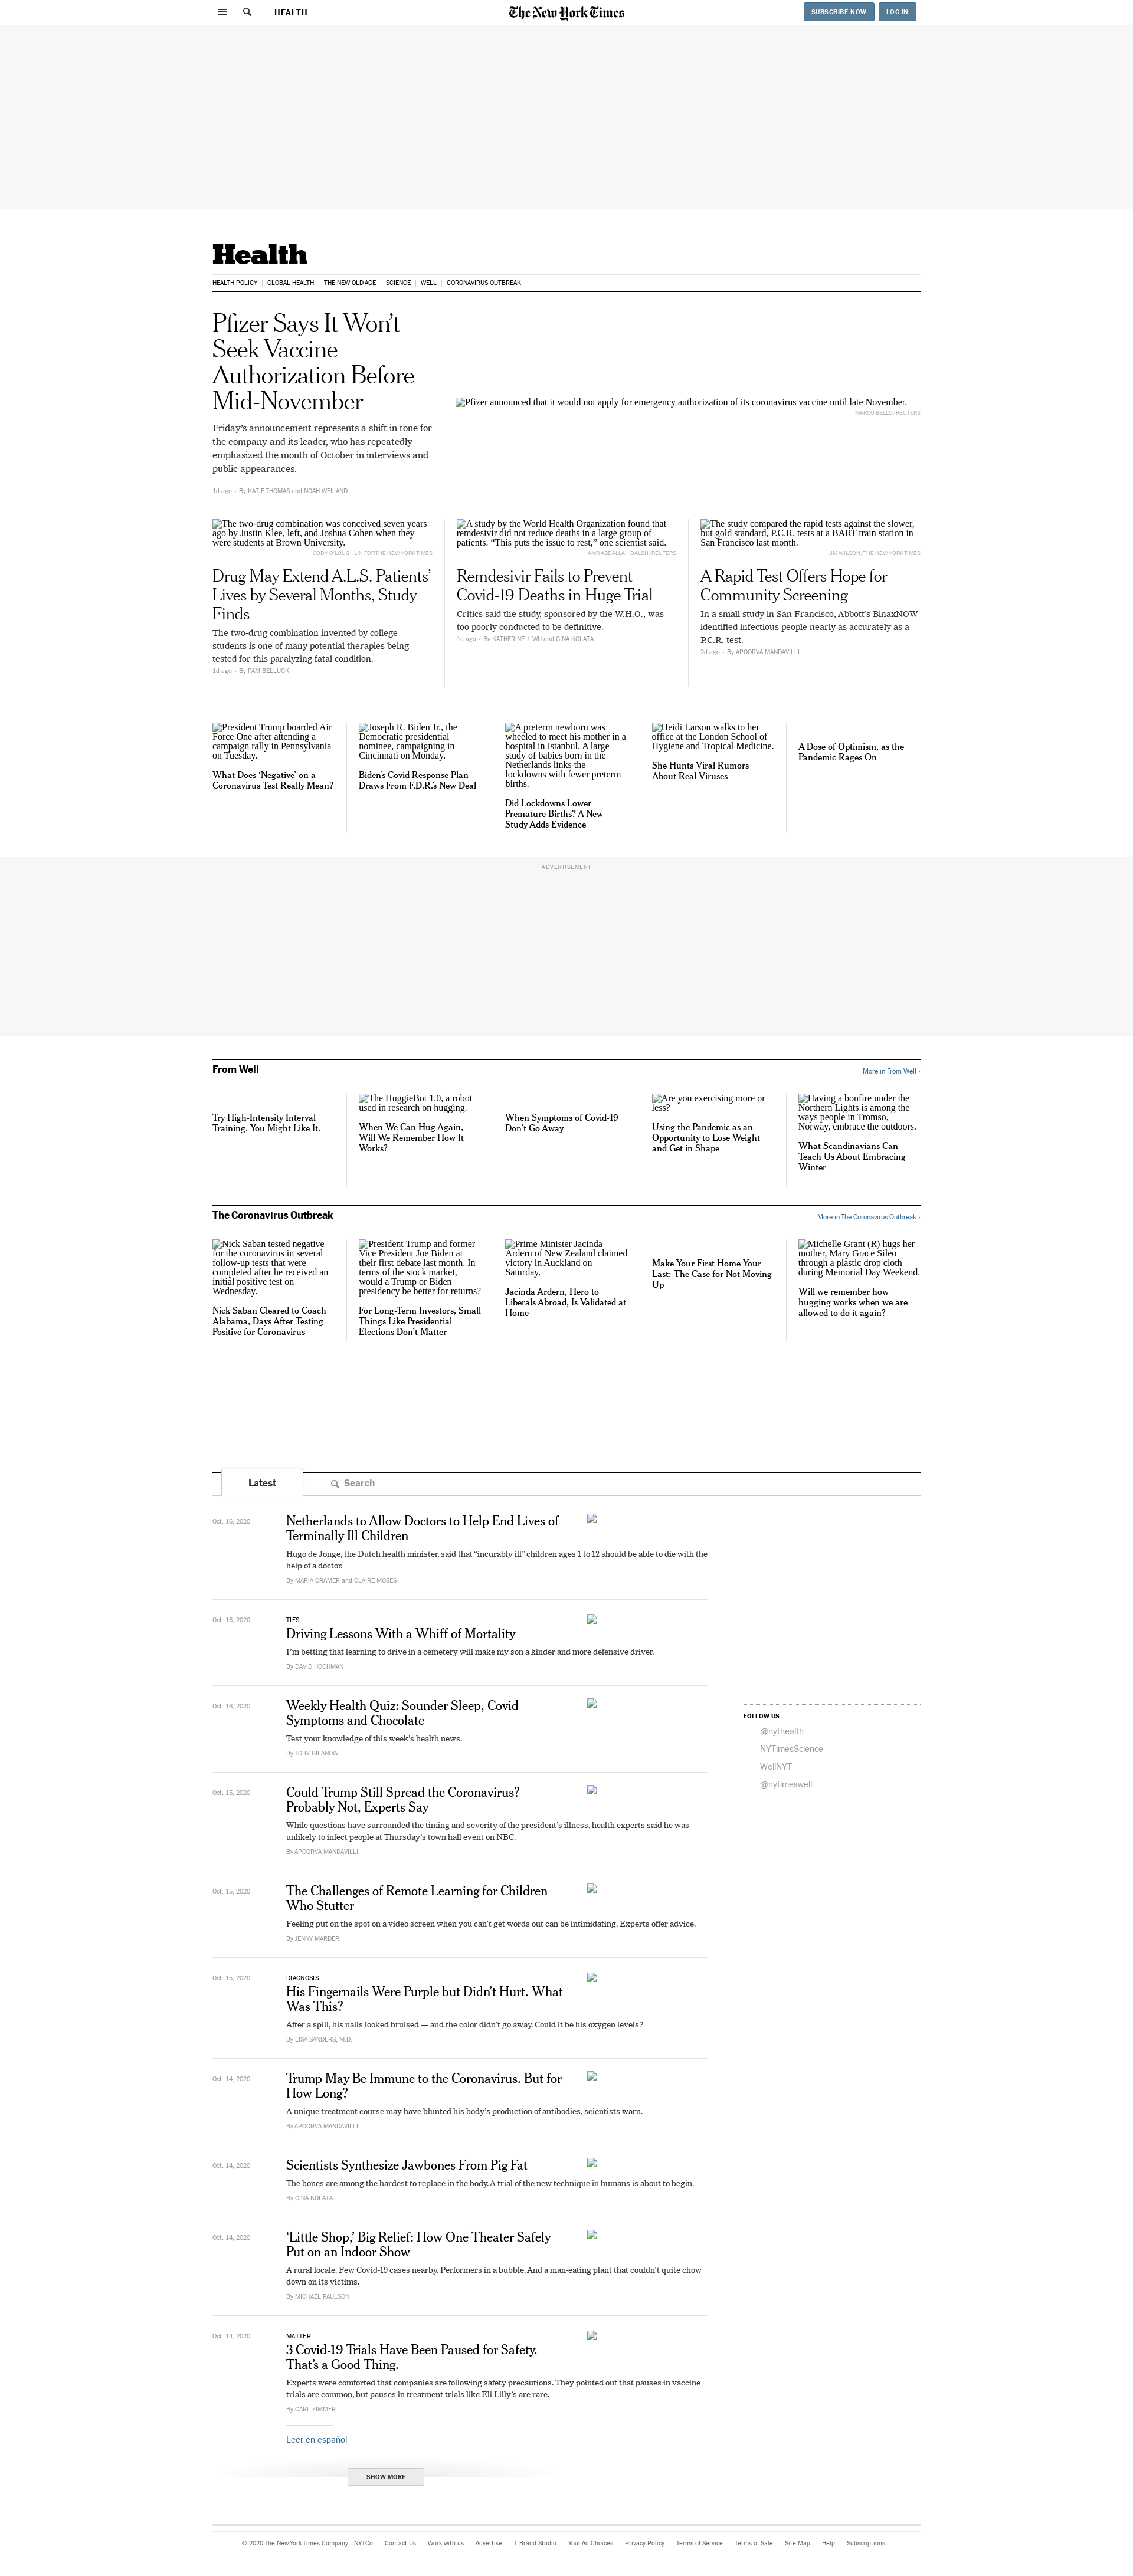 HEALTH
The New York Times
SUBSCRIBE NOW
LOG IN
Health
HEALTH POLICY
GLOBAL HEALTH
THE NEW OLD AGE
SCIENCE
WELL
CORONAVIRUS OUTBREAK
Pfizer Says It Won’t
Seek Vaccine
Authorization Before
Mid-November
Friday’s announcement represents a shift in tone for
the company and its leader, who has repeatedly
emphasized the month of October in interviews and
public appearances.
1d ago • By KATIE THOMAS and NOAH WEILAND
Pfizer announced that it would not apply for emergency authorization of its coronavirus vaccine until late November.
MARCO BELLO/REUTERS
The two-drug combination was conceived seven years
ago by Justin Klee, left, and Joshua Cohen when they
were students at Brown University.
CODY O’LOUGHLIN FOR THE NEW YORK TIMES
Drug May Extend A.L.S. Patients’
Lives by Several Months, Study
Finds
The two-drug combination invented by college
students is one of many potential therapies being
tested for this paralyzing fatal condition.
1d ago • By PAM BELLUCK
A study by the World Health Organization found that
remdesivir did not reduce deaths in a large group of
patients. “This puts the issue to rest,” one scientist said.
AMR ABDALLAH DALSH/REUTERS
Remdesivir Fails to Prevent
Covid-19 Deaths in Huge Trial
Critics said the study, sponsored by the W.H.O., was
too poorly conducted to be definitive.
1d ago • By KATHERINE J. WU and GINA KOLATA
The study compared the rapid tests against the slower,
but gold standard, P.C.R. tests at a BART train station in
San Francisco last month.
JIM WILSON/THE NEW YORK TIMES
A Rapid Test Offers Hope for
Community Screening
In a small study in San Francisco, Abbott’s BinaxNOW
identified infectious people nearly as accurately as a
P.C.R. test.
2d ago • By APOORVA MANDAVILLI
President Trump boarded Air
Force One after attending a
campaign rally in Pennsylvania
on Tuesday.
What Does ‘Negative’ on a
Coronavirus Test Really Mean?
Joseph R. Biden Jr., the
Democratic presidential
nominee, campaigning in
Cincinnati on Monday.
Biden’s Covid Response Plan
Draws From F.D.R.’s New Deal
A preterm newborn was
wheeled to meet his mother in a
hospital in Istanbul. A large
study of babies born in the
Netherlands links the
lockdowns with fewer preterm
births.
Did Lockdowns Lower
Premature Births? A New
Study Adds Evidence
Heidi Larson walks to her
office at the London School of
Hygiene and Tropical Medicine.
She Hunts Viral Rumors
About Real Viruses
A Dose of Optimism, as the
Pandemic Rages On
ADVERTISEMENT
From Well
More in From Well ›
Try High-Intensity Interval
Training. You Might Like It.
The HuggieBot 1.0, a robot
used in research on hugging.
When We Can Hug Again,
Will We Remember How It
Works?
When Symptoms of Covid-19
Don’t Go Away
Are you exercising more or
less?
Using the Pandemic as an
Opportunity to Lose Weight
and Get in Shape
Having a bonfire under the
Northern Lights is among the
ways people in Tromso,
Norway, embrace the outdoors.
What Scandinavians Can
Teach Us About Embracing
Winter
The Coronavirus Outbreak
More in The Coronavirus Outbreak ›
Nick Saban tested negative
for the coronavirus in several
follow-up tests that were
completed after he received an
initial positive test on
Wednesday.
Nick Saban Cleared to Coach
Alabama, Days After Testing
Positive for Coronavirus
President Trump and former
Vice President Joe Biden at
their first debate last month. In
terms of the stock market,
would a Trump or Biden
presidency be better for returns?
For Long-Term Investors, Small
Things Like Presidential
Elections Don’t Matter
Prime Minister Jacinda
Ardern of New Zealand claimed
victory in Auckland on
Saturday.
Jacinda Ardern, Hero to
Liberals Abroad, Is Validated at
Home
Make Your First Home Your
Last: The Case for Not Moving
Up
Michelle Grant (R) hugs her
mother, Mary Grace Sileo
through a plastic drop cloth
during Memorial Day Weekend.
Will we remember how
hugging works when we are
allowed to do it again?
Latest
Search
Oct. 16, 2020
Netherlands to Allow Doctors to Help End Lives of
Terminally Ill Children
Hugo de Jonge, the Dutch health minister, said that “incurably ill” children ages 1 to 12 should be able to die with the
help of a doctor.
By MARIA CRAMER and CLAIRE MOSES
Oct. 16, 2020
TIES
Driving Lessons With a Whiff of Mortality
I’m betting that learning to drive in a cemetery will make my son a kinder and more defensive driver.
By DAVID HOCHMAN
Oct. 16, 2020
Weekly Health Quiz: Sounder Sleep, Covid
Symptoms and Chocolate
Test your knowledge of this week’s health news.
By TOBY BILANOW
Oct. 15, 2020
Could Trump Still Spread the Coronavirus?
Probably Not, Experts Say
While questions have surrounded the timing and severity of the president’s illness, health experts said he was
unlikely to infect people at Thursday’s town hall event on NBC.
By APOORVA MANDAVILLI
Oct. 15, 2020
The Challenges of Remote Learning for Children
Who Stutter
Feeling put on the spot on a video screen when you can’t get words out can be intimidating. Experts offer advice.
By JENNY MARDER
Oct. 15, 2020
DIAGNOSIS
His Fingernails Were Purple but Didn’t Hurt. What
Was This?
After a spill, his nails looked bruised — and the color didn’t go away. Could it be his oxygen levels?
By LISA SANDERS, M.D.
Oct. 14, 2020
Trump May Be Immune to the Coronavirus. But for
How Long?
A unique treatment course may have blunted his body’s production of antibodies, scientists warn.
By APOORVA MANDAVILLI
Oct. 14, 2020
Scientists Synthesize Jawbones From Pig Fat
The bones are among the hardest to replace in the body. A trial of the new technique in humans is about to begin.
By GINA KOLATA
Oct. 14, 2020
‘Little Shop,’ Big Relief: How One Theater Safely
Put on an Indoor Show
A rural locale. Few Covid-19 cases nearby. Performers in a bubble. And a man-eating plant that couldn’t quite chow
down on its victims.
By MICHAEL PAULSON
Oct. 14, 2020
MATTER
3 Covid-19 Trials Have Been Paused for Safety.
That’s a Good Thing.
Experts were comforted that companies are following safety precautions. They pointed out that pauses in vaccine
trials are common, but pauses in treatment trials like Eli Lilly’s are rare.
By CARL ZIMMER
Leer en español
SHOW MORE
FOLLOW US
@nythealth
NYTimesScience
WellNYT
@nytimeswell
© 2020 The New York Times Company NYTCo Contact Us Work with us Advertise T Brand Studio Your Ad Choices Privacy Policy Terms of Service Terms of Sale Site Map Help Subscriptions